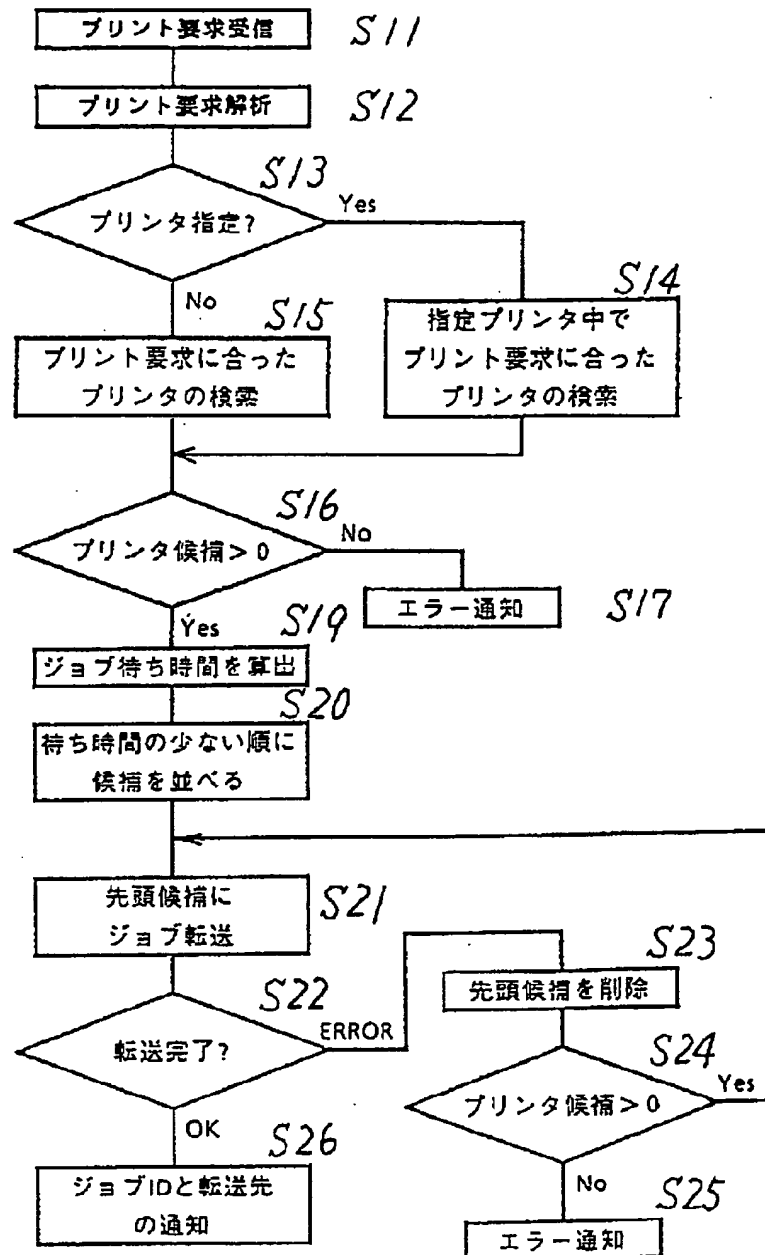 プリント要求受信
S11
プリント要求解析
S12
S13
プリンタ指定?
Yes
No
S14
指定プリンタ中で
プリント要求に合った
プリンタの検索
S15
プリント要求に合った
プリンタの検索
S16
プリンタ候補>0
No
エラー通知
S17
Yes
S19
ジョブ待ち時間を算出
S20
待ち時間の少ない順に
候補を並べる
先頭候補に
ジョブ転送
S21
S22
転送完了?
ERROR
S23
先頭候補を削除
S24
プリンタ候補>0
Yes
OK
S26
ジョブIDと転送先
の通知
No
S25
エラー通知